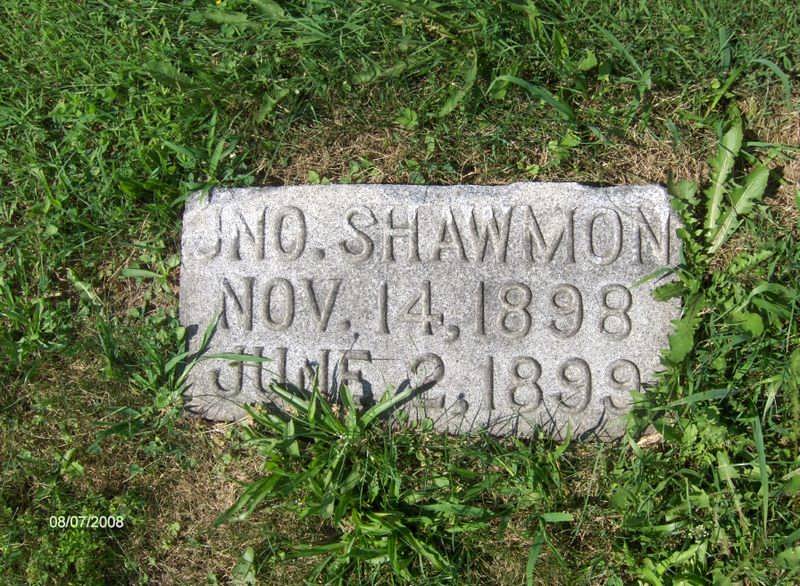 JNO. SHAWMON
NOV. 14, 1898
JUNE 2, 1899
08/07/2008